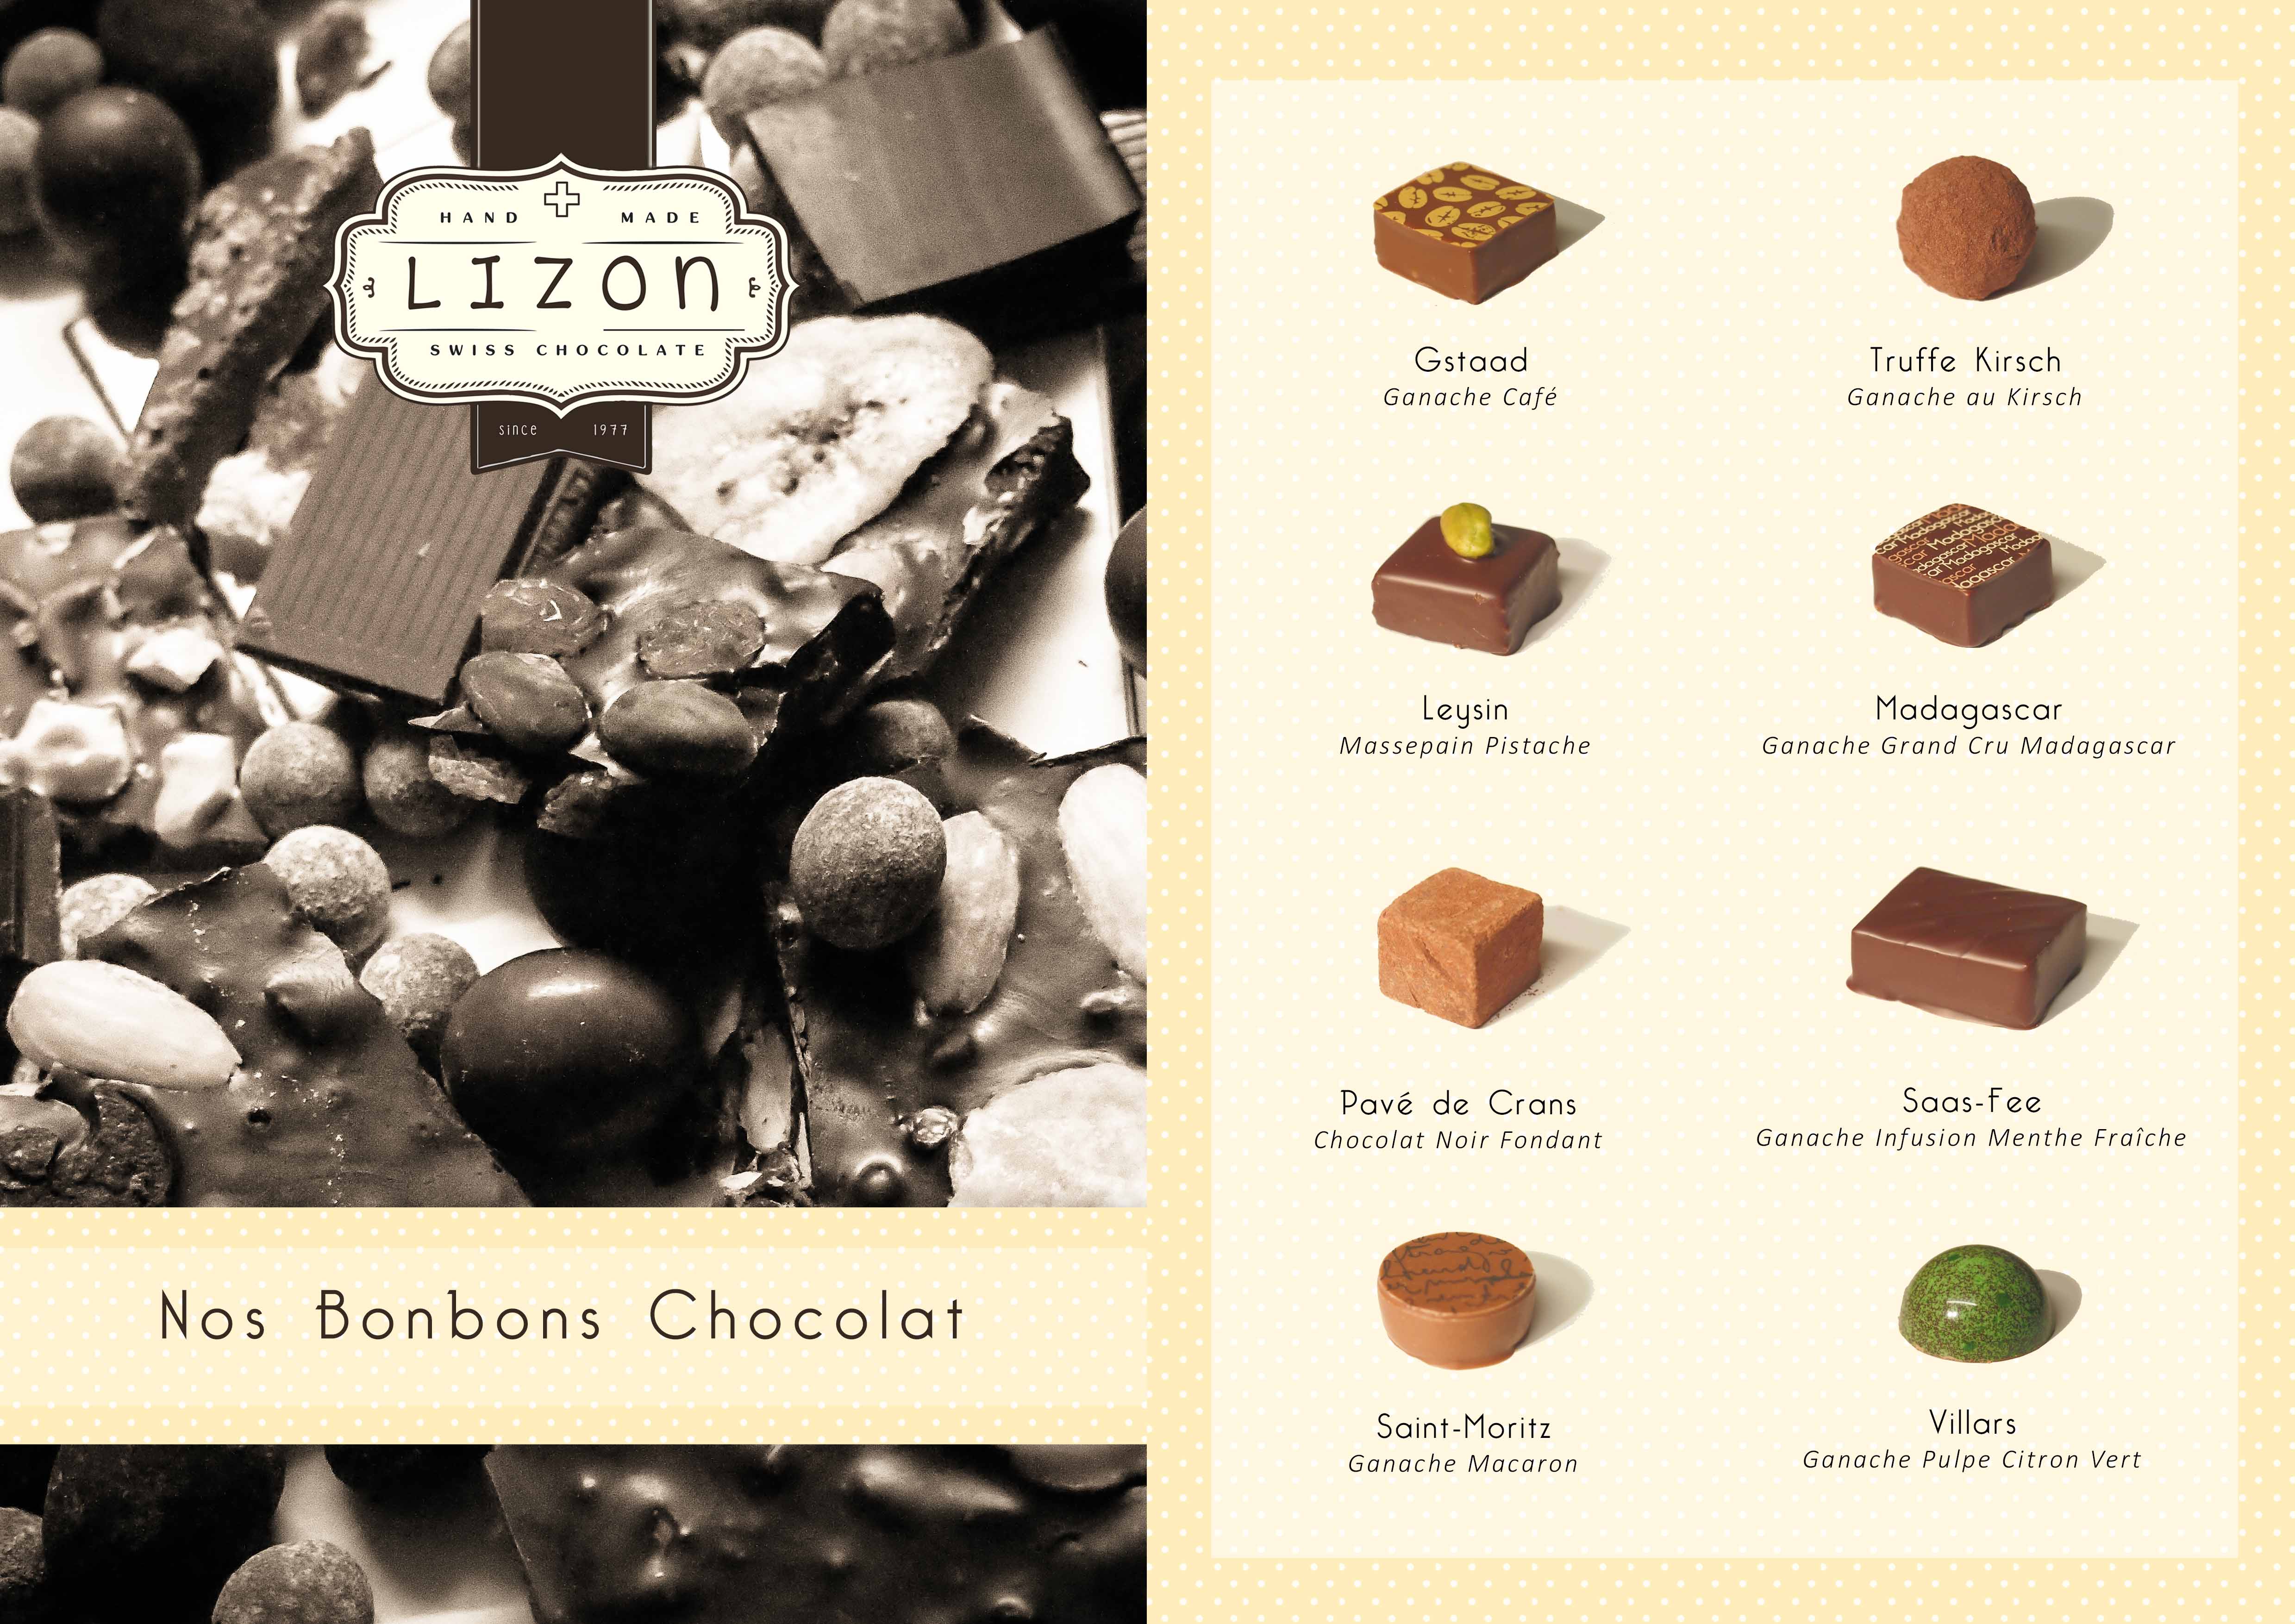 HAND MADE
LIZON
SWISS CHOCOLATE
since 1977
Nos Bonbons Chocolat
Gstaad
Ganache Café
Truffe Kirsch
Ganache au Kirsch
Leysin
Massepain Pistache
Madagascar
Ganache Grand Cru Madagascar
Pavé de Crans
Chocolat Noir Fondant
Saas-Fee
Ganache Infusion Menthe Fraîche
Saint-Moritz
Ganache Macaron
Villars
Ganache Pulpe Citron Vert